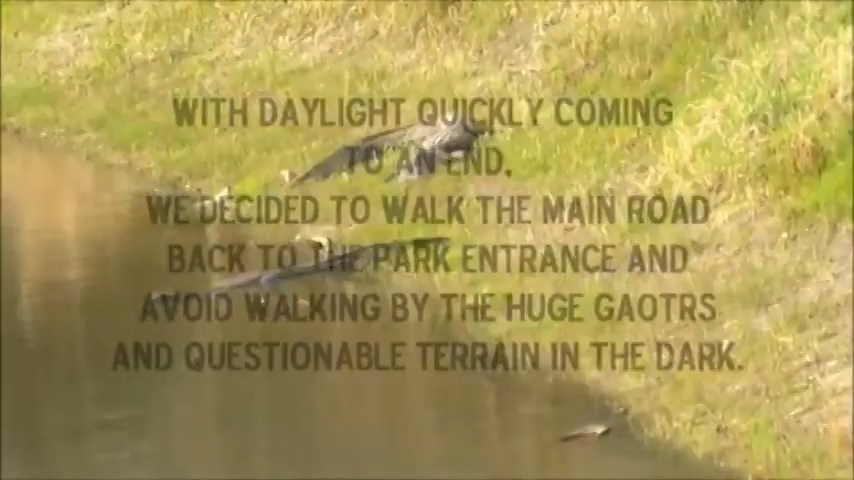 WITH DAYLIGHT QUICKLY COMING
TO AN END,
WE DECIDED TO WALK THE MAIN ROAD
BACK TO THE PARK ENTRANCE AND
AVOID WALKING BY THE HUGE GAOTRS
AND QUESTIONABLE TERRAIN IN THE DARK.